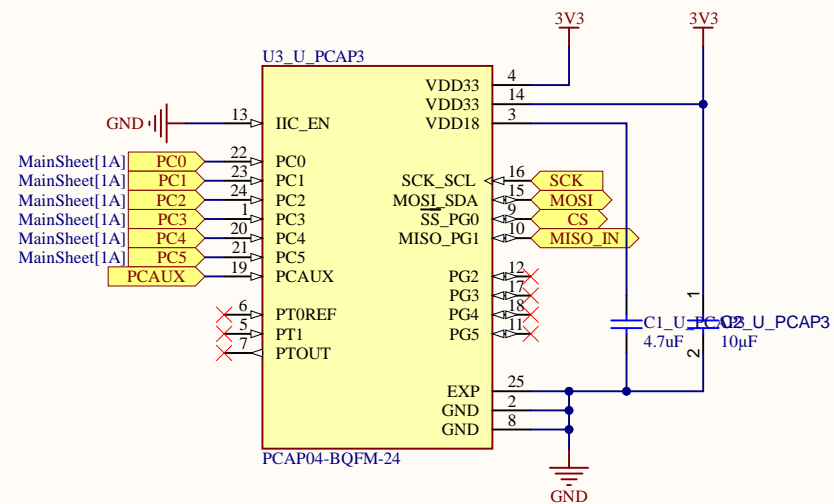 3V3 3V3
U3_U_PCAP3
VDD33 4
VDD33 14
GND 13 IIC_EN VDD18 3
MainSheet[1A] PC0 22 PC0
MainSheet[1A] PC1 23 PC1 SCK_SCL 16 SCK
MainSheet[1A] PC2 24 PC2 MOSI_SDA 15 MOSI
MainSheet[1A] PC3 1 PC3 SS_PG0 9 CS
MainSheet[1A] PC4 20 PC4 MISO_PG1 10 MISO_IN
MainSheet[1A] PC5 21 PC5
PCAUX 19 PCAUX PG2 12
PG3 17 1
6 PT0REF PG4 18
5 PT1 PG5 11 C1_U_PCAP3 C2_U_PCAP3
7 PTOUT 4.7uF 10µF
2
EXP 25
GND 2
GND 8
PCAP04-BQFM-24
GND